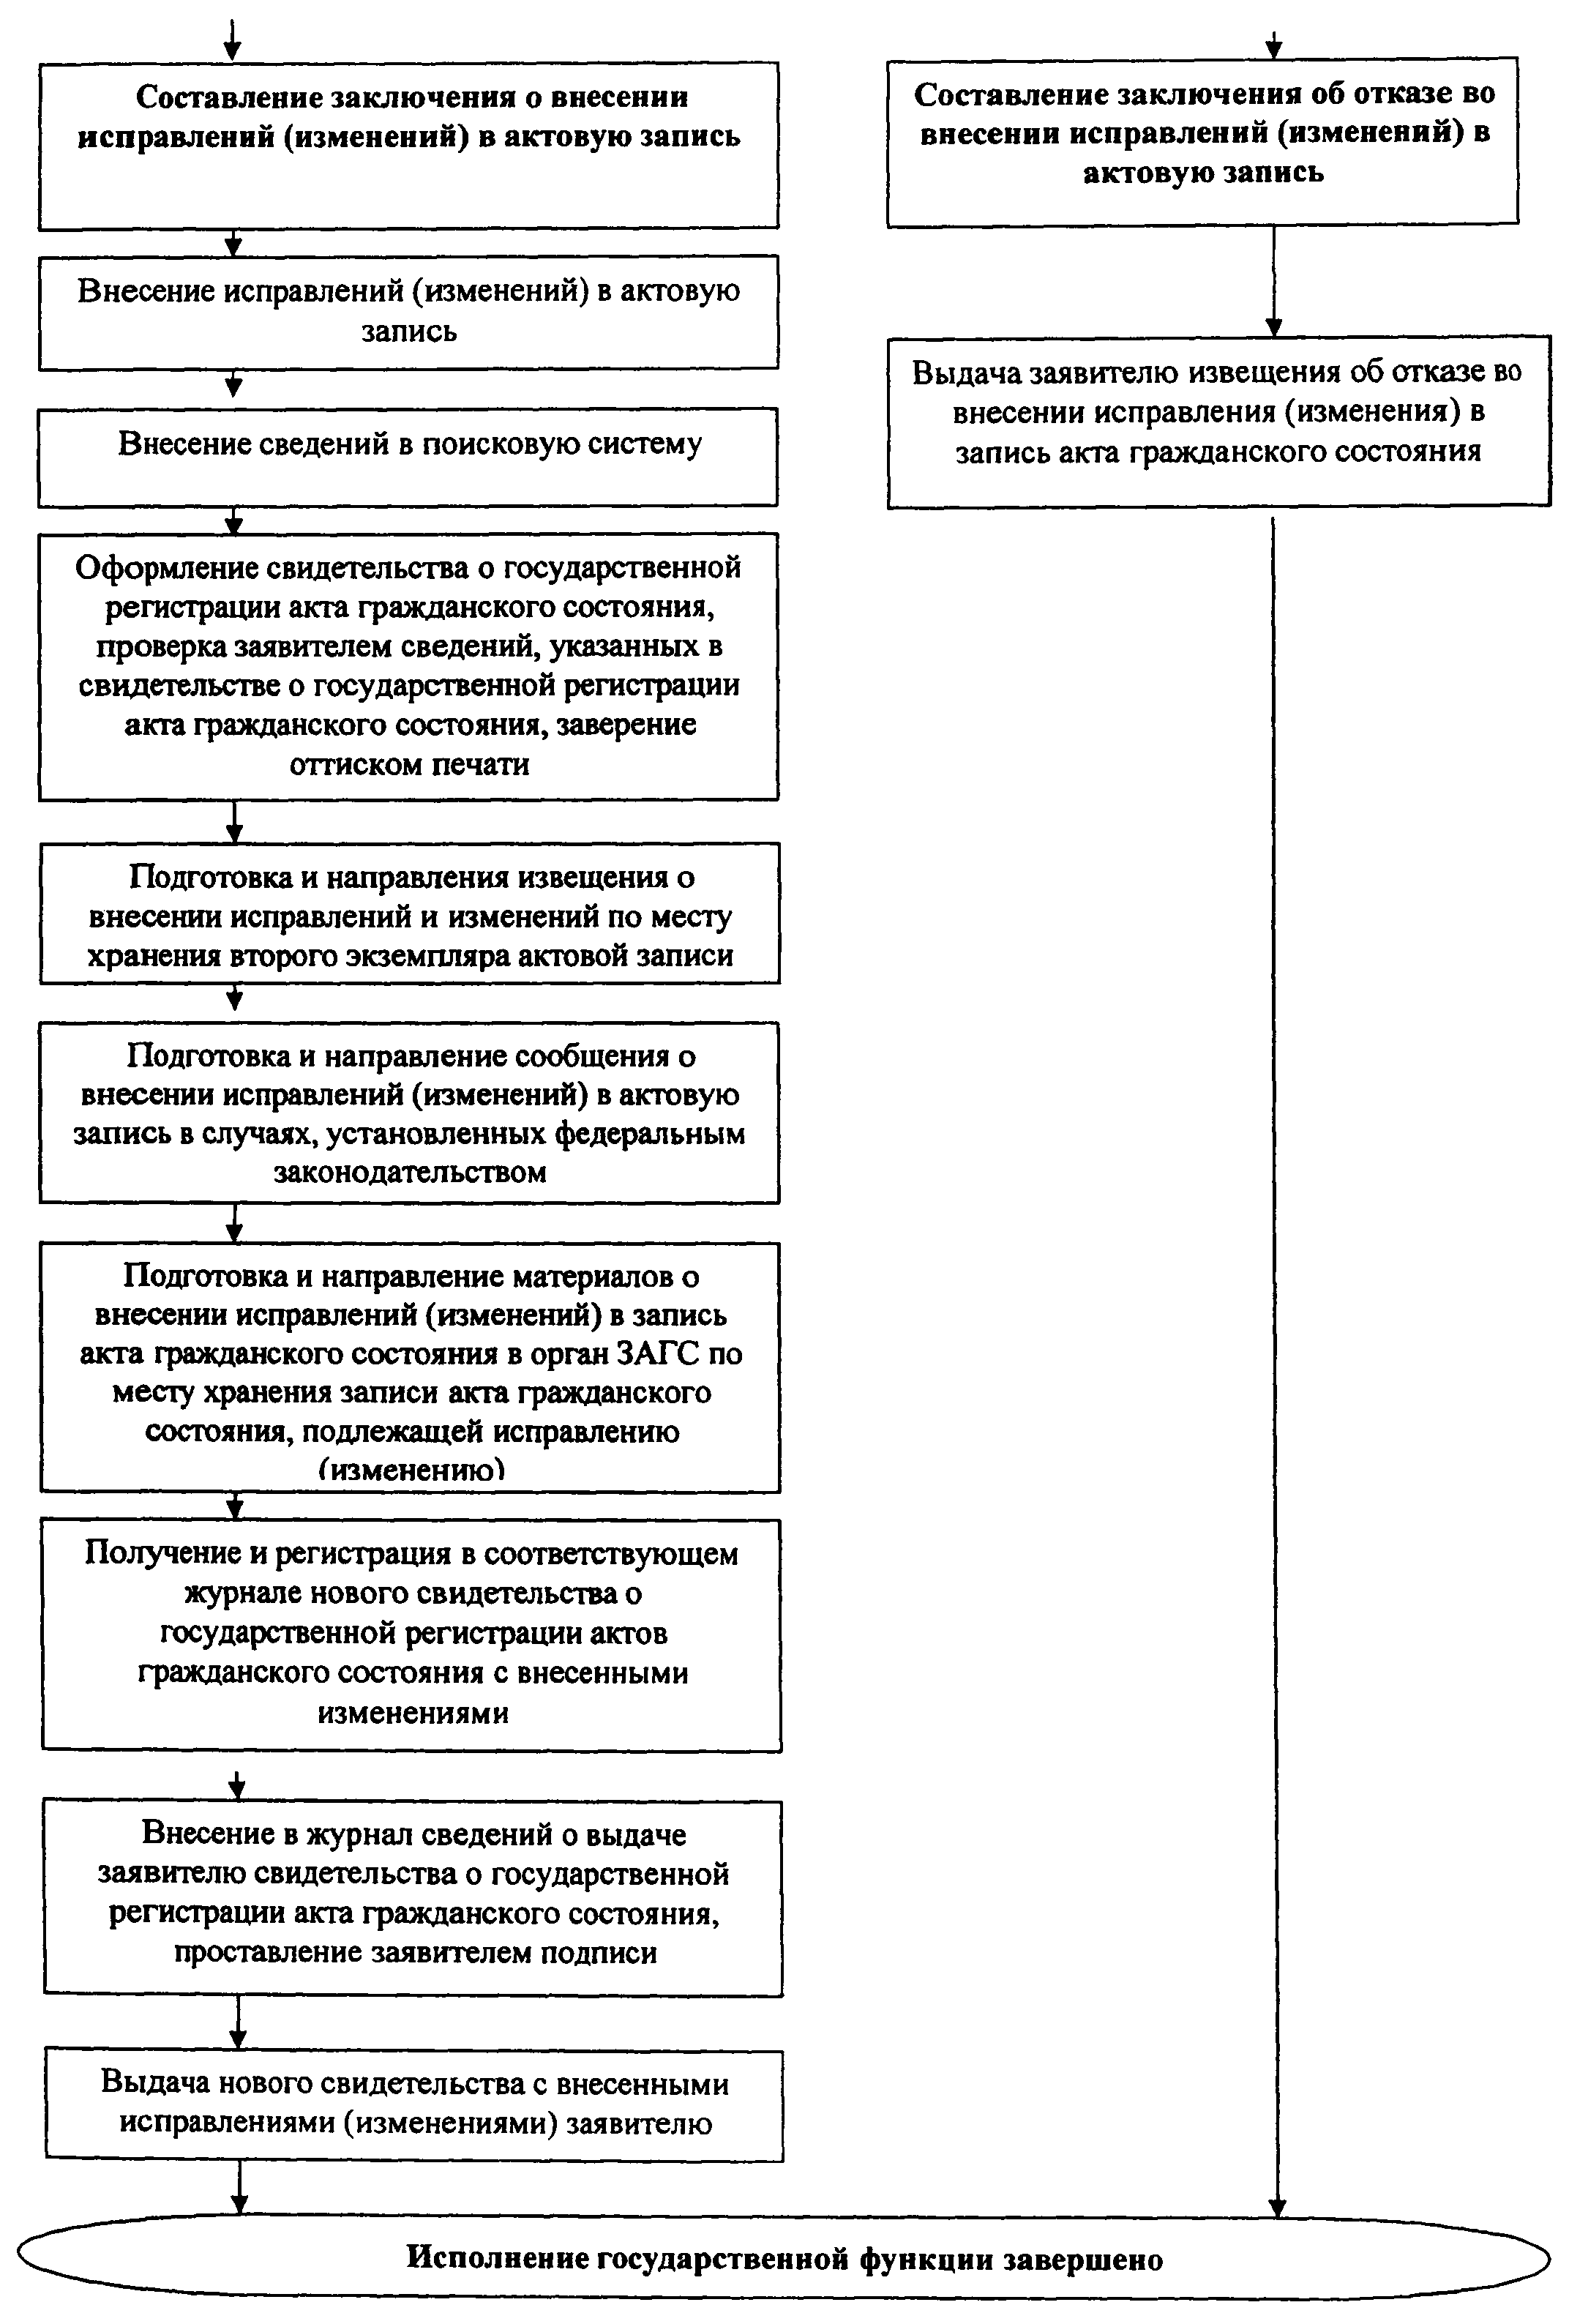 Составление заключения о внесении
исправлений (изменений) в актовую запись
Внесение исправлений (изменений) в актовую
запись
Внесение сведений в поисковую систему
Оформление свидетельства о государственной
регистрации акта гражданского состояния,
проверка заявителем сведений, указанных в
свидетельстве о государственной регистрации
акта гражданского состояния, заверение
оттиском печати
Подготовка и направления извещения о
внесении исправлений и изменений по месту
хранения второго экземпляра актовой записи
Подготовка и направление сообщения о
внесении исправлений (изменений) в актовую
запись в случаях, установленных федеральным
законодательством
Подготовка и направление материалов о
внесении исправлений (изменений) в запись
акта гражданского состояния в орган ЗАГС по
месту хранения записи акта гражданского
состояния, подлежащей исправлению
(изменению)
Получение и регистрация в соответствующем
журнале нового свидетельства о
государственной регистрации актов
гражданского состояния с внесенными
изменениями
Внесение в журнал сведений о выдаче
заявителю свидетельства о государственной
регистрации акта гражданского состояния,
проставление заявителем подписи
Выдача нового свидетельства с внесенными
исправлениями (изменениями) заявителю
Составление заключения об отказе во
внесении исправлений (изменений) в
актовую запись
Выдача заявителю извещения об отказе во
внесении исправления (изменения) в
запись акта гражданского состояния
Исполнение государственной функции завершено